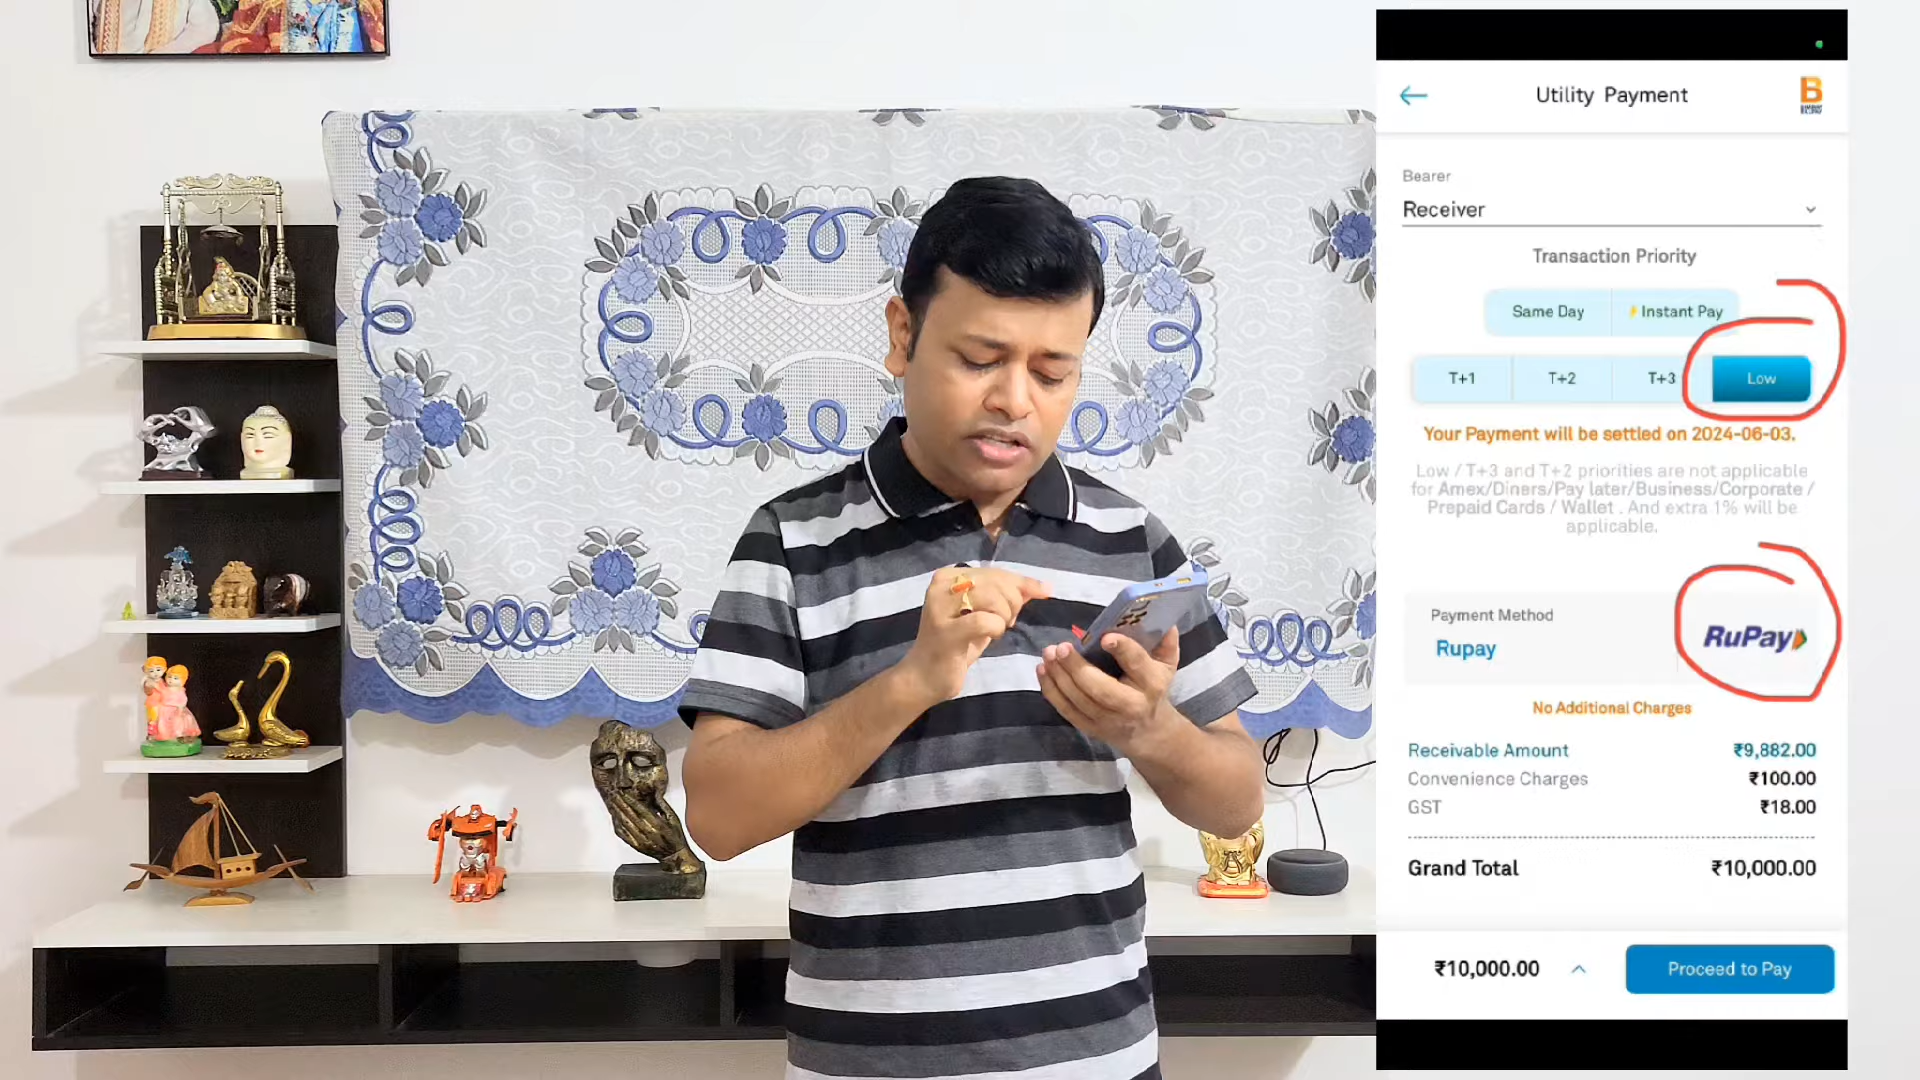 Utility Payment
B
Bearer
Receiver
Transaction Priority
Same Day
Instant Pay
T+1
T+2
T+3
Low
Your Payment will be settled on 2024-06-03.
Low / T+3 and T+2 priorities are not applicable
for Amex/Diners/Pay later/Business/Corporate /
Prepaid Cards / Wallet . And extra 1% will be
applicable.
Payment Method
Rupay
RuPay
No Additional Charges
Receivable Amount ₹9,882.00
Convenience Charges ₹100.00
GST ₹18.00
Grand Total ₹10,000.00
₹10,000.00
Proceed to Pay